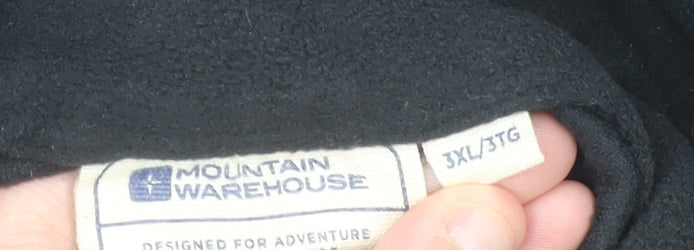 MOUNTAIN
WAREHOUSE
DESIGNED FOR ADVENTURE
3XL/3TG